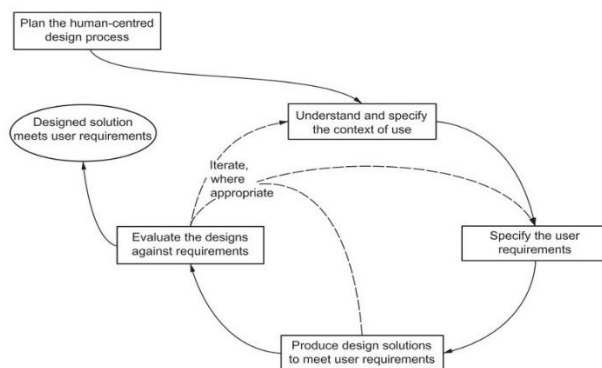 Plan the human-centred
design process
Designed solution
meets user requirements
Understand and specify
the context of use
Iterate,
where
appropriate
Evaluate the designs
against requirements
Specify the user
requirements
Produce design solutions
to meet user requirements